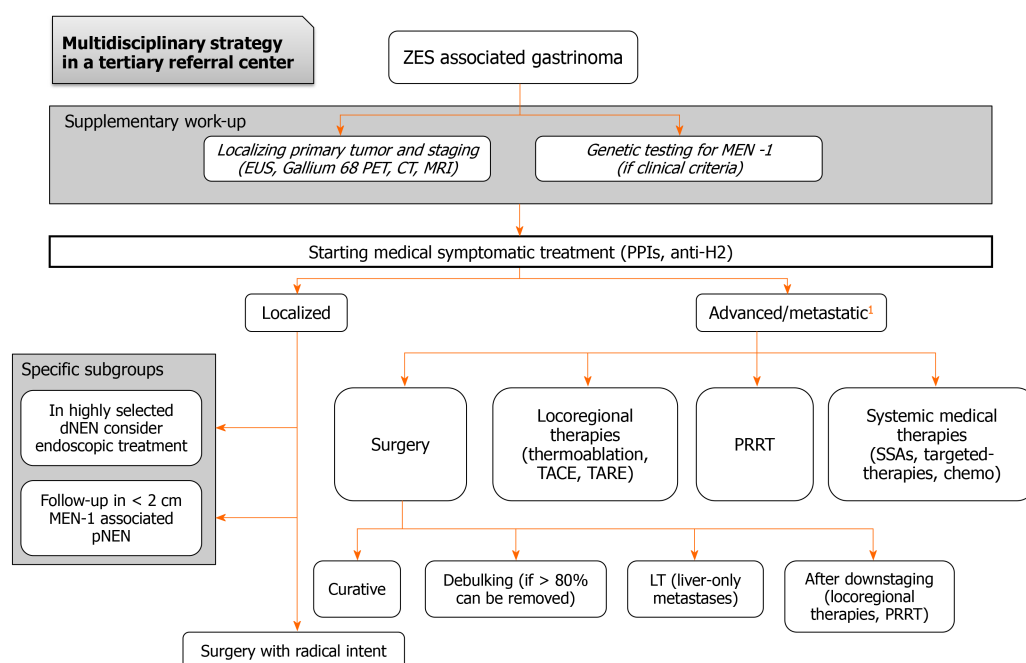 Multidisciplinary strategy
in a tertiary referral center
ZES associated gastrinoma
Supplementary work-up
Localizing primary tumor and staging
(EUS, Gallium 68 PET, CT, MRI)
Genetic testing for MEN -1
(if clinical criteria)
Starting medical symptomatic treatment (PPIs, anti-H2)
Localized
Advanced/metastatic¹
Specific subgroups
In highly selected
dNEN consider
endoscopic treatment
Follow-up in < 2 cm
MEN-1 associated
pNEN
Surgery
Locoregional
therapies
(thermoablation,
TACE, TARE)
PRRT
Systemic medical
therapies
(SSAs, targeted-
therapies, chemo)
Curative
Debulking (if > 80%
can be removed)
LT (liver-only
metastases)
After downstaging
(locoregional
therapies, PRRT)
Surgery with radical intent